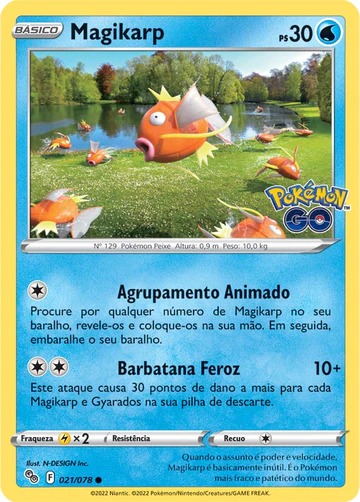 BÁSICO Magikarp PS 30
Pokémon
GO
Nº 129 Pokémon Peixe Altura: 0,9 m Peso: 10,0 kg
Agrupamento Animado
Procure por qualquer número de Magikarp no seu
baralho, revele-os e coloque-os na sua mão. Em seguida,
embaralhe o seu baralho.
Barbatana Feroz 10+
Este ataque causa 30 pontos de dano a mais para cada
Magikarp e Gyarados na sua pilha de descarte.
Fraqueza ×2 Resistência Recuo
Ilust. N-DESIGN Inc.
F 021/078
Quando o assunto é poder e velocidade,
Magikarp é basicamente inútil. É o Pokémon
mais fraco e patético do mundo.
©2022 Niantic. ©2022 Pokémon/Nintendo/Creatures/GAME FREAK.